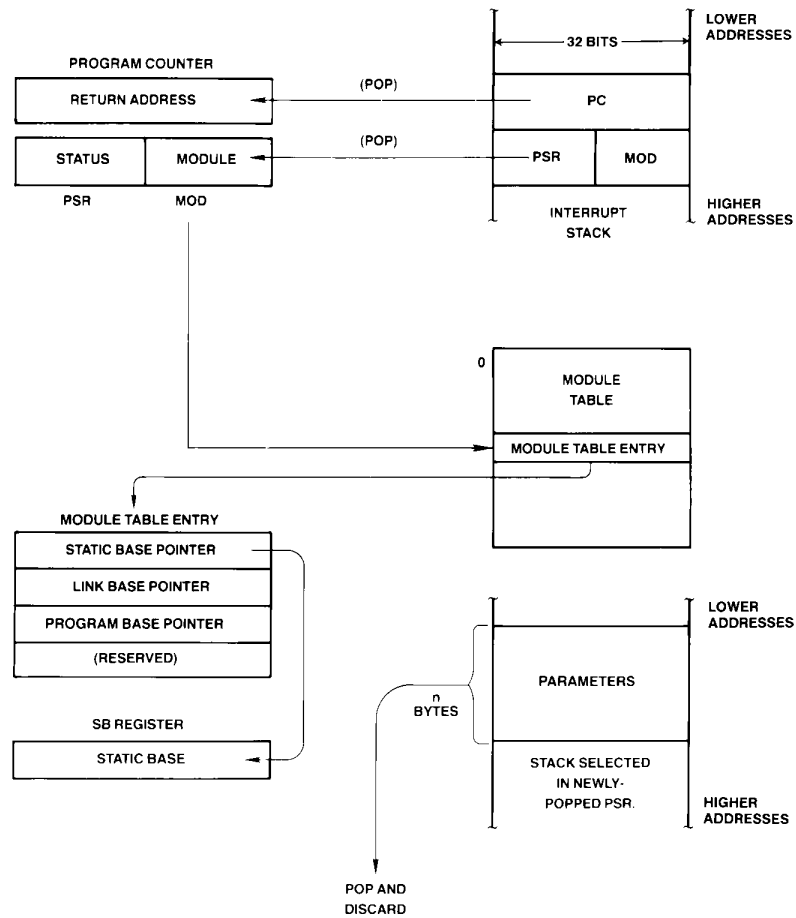 LOWER
ADDRESSES
32 BITS
PROGRAM COUNTER
(POP)
RETURN ADDRESS
PC
(POP)
STATUS
MODULE
PSR
MOD
PSR
MOD
HIGHER
ADDRESSES
INTERRUPT
STACK
0
MODULE
TABLE
MODULE TABLE ENTRY
MODULE TABLE ENTRY
STATIC BASE POINTER
LINK BASE POINTER
PROGRAM BASE POINTER
(RESERVED)
LOWER
ADDRESSES
PARAMETERS
n
BYTES
SB REGISTER
STATIC BASE
STACK SELECTED
IN NEWLY-
POPPED PSR.
HIGHER
ADDRESSES
POP AND
DISCARD